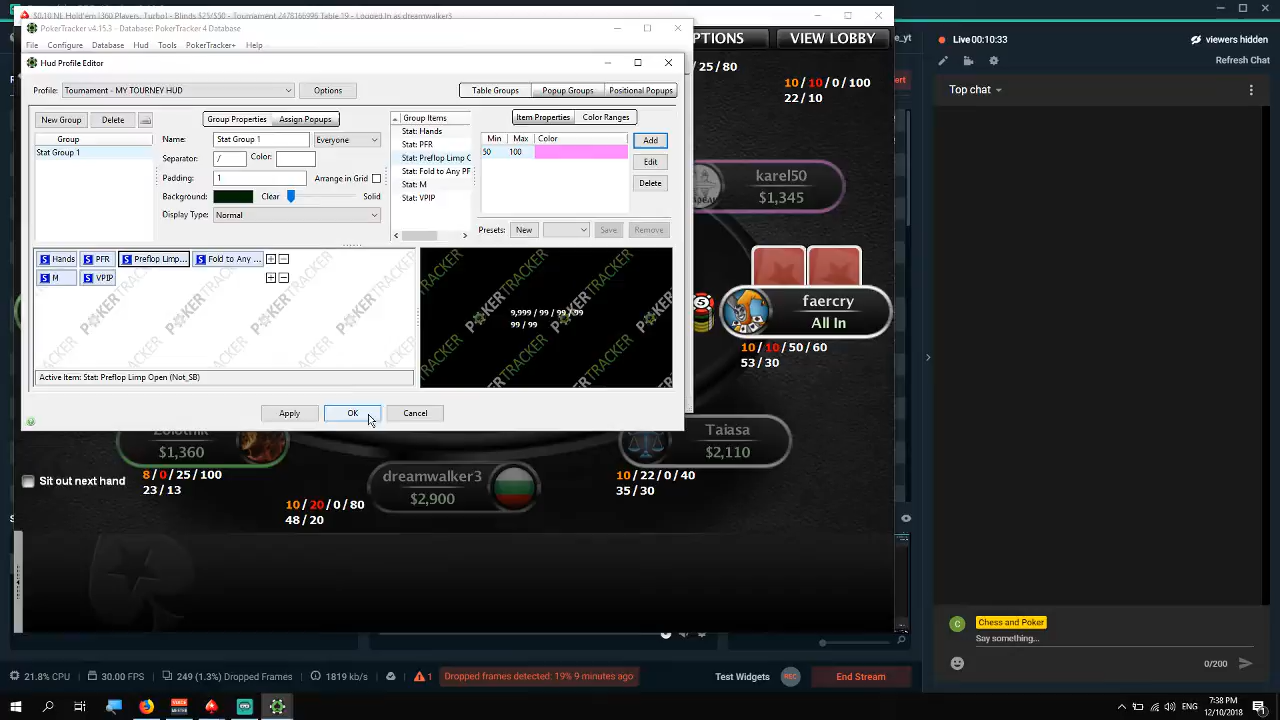 $0.10 NL Hold'em [360 Players, Turbo] - Blinds $25/$50 - Tournament 2478166996 Table 19 - Logged in as dreamwalker3
PokerTracker v4.15.3 - Database: PokerTracker 4 Database
File Configure Database Hud Tools PokerTracker+ Help
Hud Profile Editor
Profile: Tournament - MY TOURNEY HUD Options Table Groups Popup Groups Positional Popups
New Group Delete Group Properties Assign Popups Group Items Item Properties Color Ranges
Group
Stat Group 1
Name: Stat Group 1 Everyone
Separator: / Color:
Padding: 1 Arrange in Grid
Background: Clear Solid
Display Type: Normal
Stat: Hands
Stat: PFR
Stat: Preflop Limp C
Stat: Fold to Any PF
Stat: M
Stat: VPIP
Min Max Color
50 100
Add
Edit
Delete
Presets: New Save Remove
Hands PFR Preflop Limp... Fold to Any ...
M VPIP
POKERTRACKER
9,999 / 99 / 99 / 99
99 / 99
Active Item: Stat: Preflop Limp Open (Not_SB)
Apply OK Cancel
PTIONS VIEW LOBBY
/ 25 / 80
10 / 10 / 0 / 100
22 / 10
karel50
$1,345
faercry
All In
10 / 10 / 50 / 60
53 / 30
$1,360
8 / 0 / 25 / 100
23 / 13
Sit out next hand
dreamwalker3
$2,900
10 / 20 / 0 / 80
48 / 20
Taiasa
$2,110
10 / 22 / 0 / 40
35 / 30
Live 00:10:33 viewers hidden
Refresh Chat
Top chat
C Chess and Poker
Say something...
0/200
21.8% CPU 30.00 FPS 249 (1.3%) Dropped Frames 1819 kb/s 1 Dropped frames detected: 19% 9 minutes ago Test Widgets REC End Stream
ENG 7:38 PM
12/10/2018